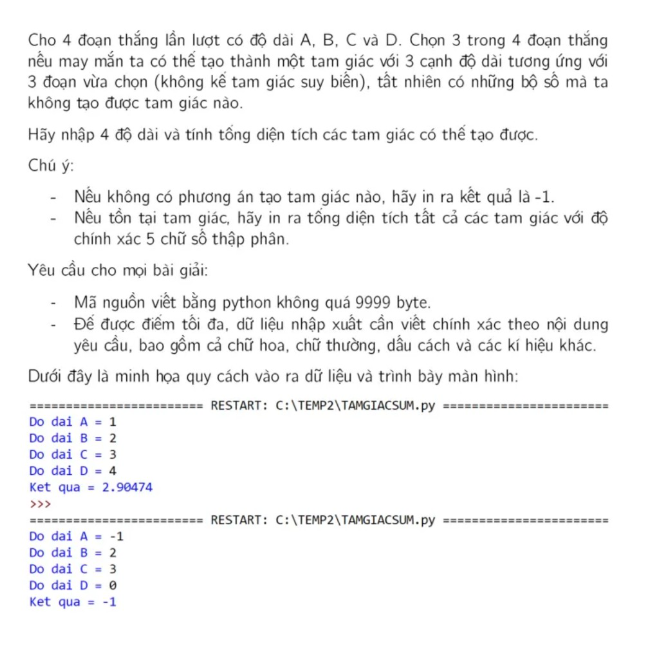 Cho 4 đoạn thẳng lần lượt có độ dài A, B, C và D. Chọn 3 trong 4 đoạn thẳng
nếu may mắn ta có thể tạo thành một tam giác với 3 cạnh độ dài tương ứng với
3 đoạn vừa chọn (không kể tam giác suy biến), tất nhiên có những bộ số mà ta
không tạo được tam giác nào.
Hãy nhập 4 độ dài và tính tổng diện tích các tam giác có thể tạo được.
Chú ý:
- Nếu không có phương án tạo tam giác nào, hãy in ra kết quả là -1.
- Nếu tồn tại tam giác, hãy in ra tổng diện tích tất cả các tam giác với độ
chính xác 5 chữ số thập phân.
Yêu cầu cho mọi bài giải:
- Mã nguồn viết bằng python không quá 9999 byte.
- Để được điểm tối đa, dữ liệu nhập xuất cần viết chính xác theo nội dung
yêu cầu, bao gồm cả chữ hoa, chữ thường, dấu cách và các kí hiệu khác.
Dưới đây là minh họa quy cách vào ra dữ liệu và trình bày màn hình:
======================== RESTART: C:\TEMP2\TAMGIACSUM.py =======================
Do dai A = 1
Do dai B = 2
Do dai C = 3
Do dai D = 4
Ket qua = 2.90474
>>>
======================== RESTART: C:\TEMP2\TAMGIACSUM.py =======================
Do dai A = -1
Do dai B = 2
Do dai C = 3
Do dai D = 0
Ket qua = -1